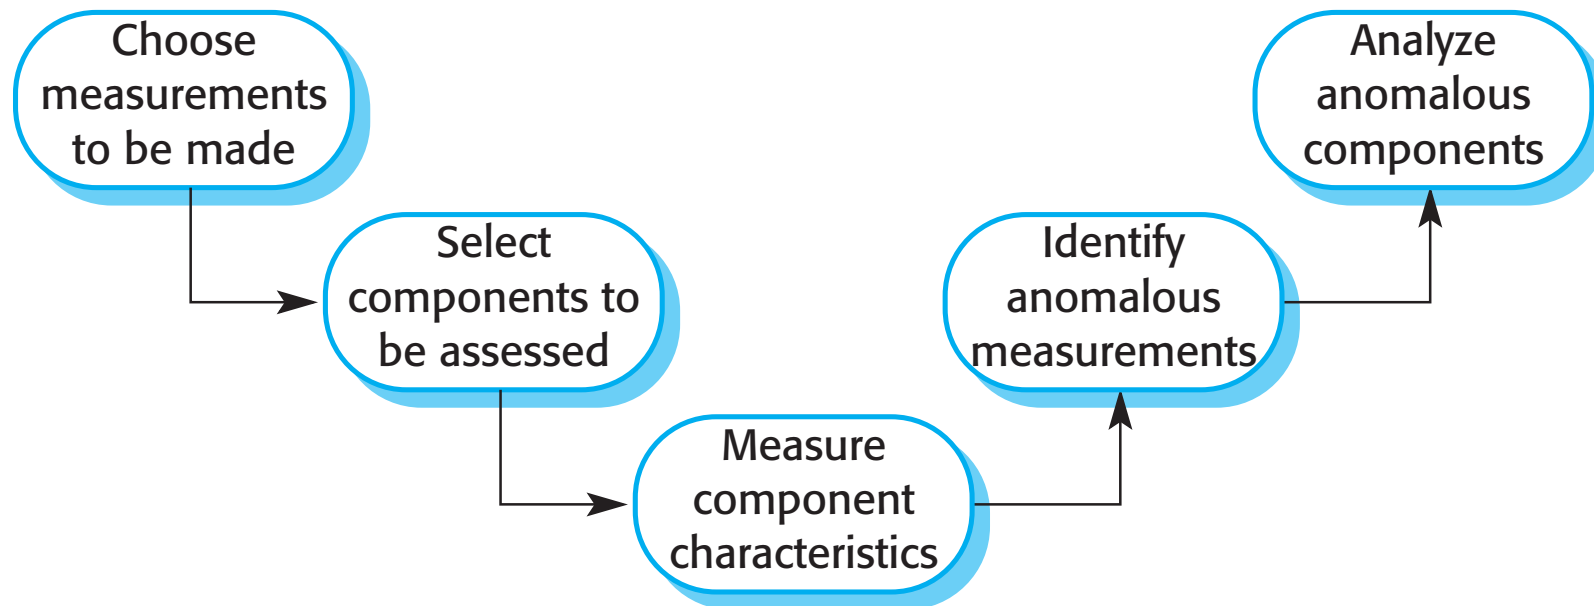 Choose
measurements
to be made
Select
components to
be assessed
Measure
component
characteristics
Identify
anomalous
measurements
Analyze
anomalous
components